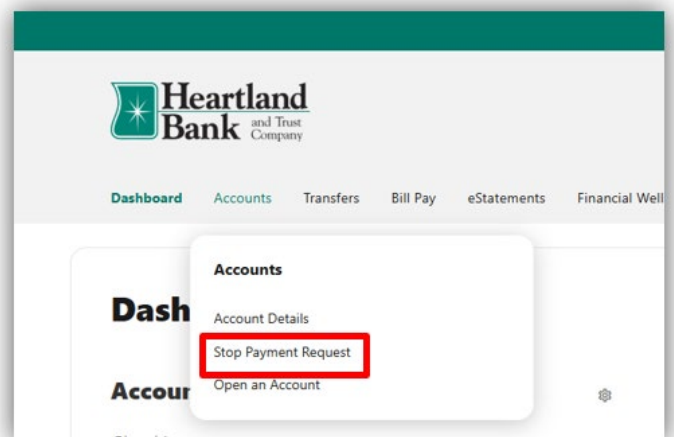 Heartland
Bank and Trust Company
Dashboard Accounts Transfers Bill Pay eStatements Financial Well
Accounts
Dash
Account Details
Stop Payment Request
Accour
Open an Account